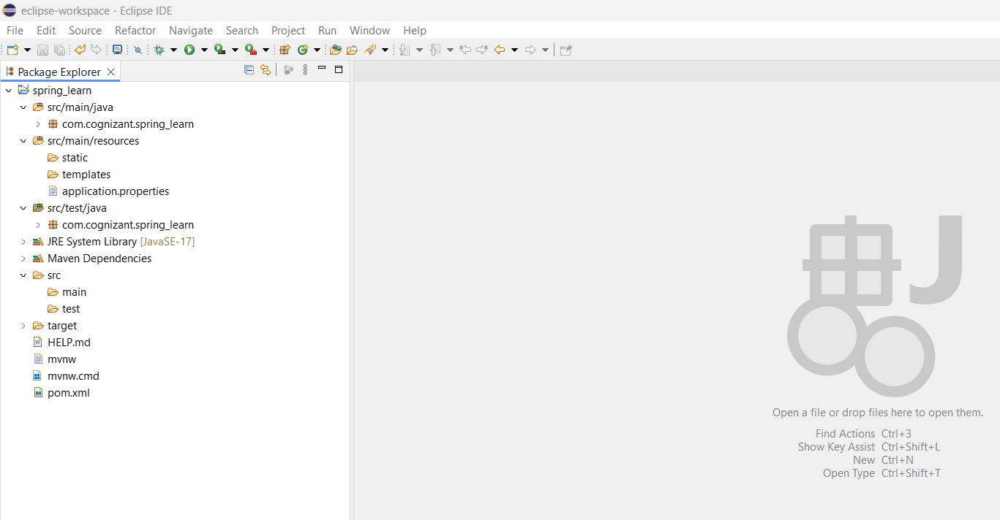 eclipse-workspace - Eclipse IDE
File Edit Source Refactor Navigate Search Project Run Window Help
Package Explorer
spring_learn
src/main/java
com.cognizant.spring_learn
src/main/resources
static
templates
application.properties
src/test/java
com.cognizant.spring_learn
JRE System Library [JavaSE-17]
Maven Dependencies
src
main
test
target
HELP.md
mvnw
mvnw.cmd
pom.xml
Open a file or drop files here to open them.
Find Actions Ctrl+3
Show Key Assist Ctrl+Shift+L
New Ctrl+N
Open Type Ctrl+Shift+T